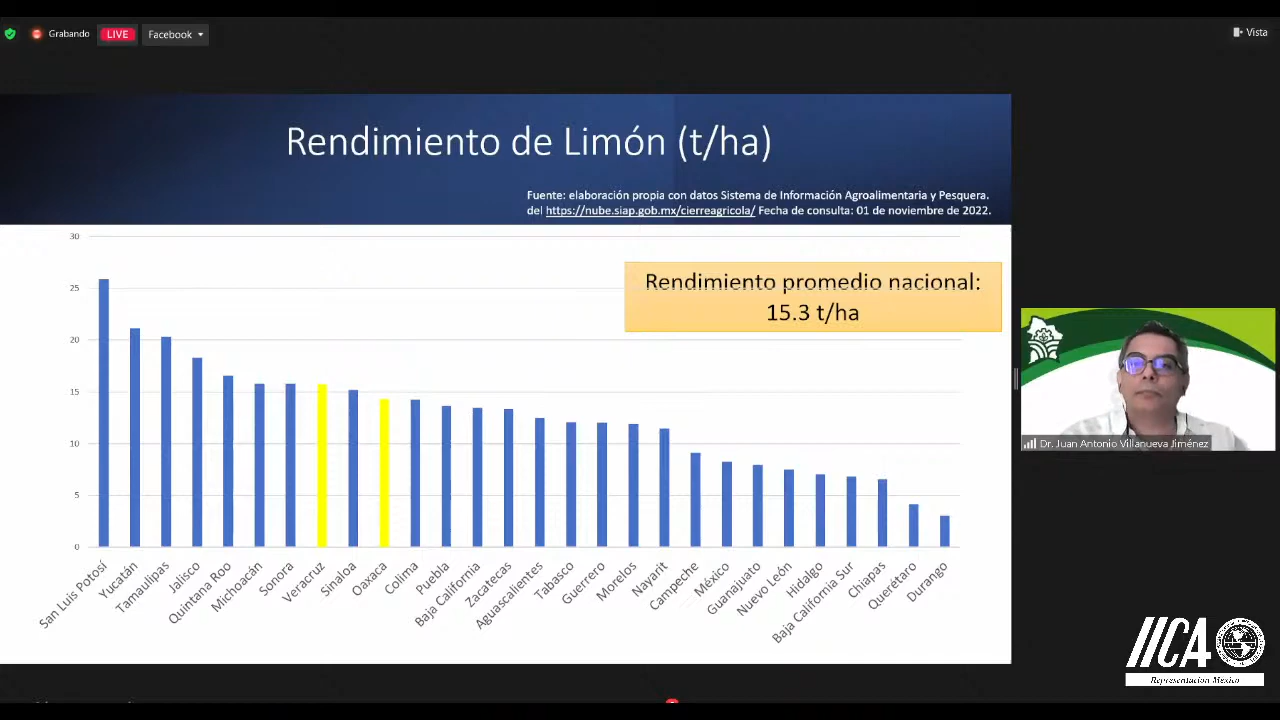 Grabando
LIVE
Facebook
Vista
Rendimiento de Limón (t/ha)
Fuente: elaboración propia con datos Sistema de Información Agroalimentaria y Pesquera.
del https://nube.siap.gob.mx/cierreagricola/ Fecha de consulta: 01 de noviembre de 2022.
Rendimiento promedio nacional:
15.3 t/ha
30
25
20
15
10
5
0
San Luis Potosí
Yucatán
Tamaulipas
Jalisco
Quintana Roo
Michoacán
Sonora
Veracruz
Sinaloa
Oaxaca
Colima
Puebla
Baja California
Zacatecas
Aguascalientes
Tabasco
Guerrero
Morelos
Nayarit
Campeche
México
Guanajuato
Nuevo León
Hidalgo
Baja California Sur
Chiapas
Querétaro
Durango
Dr. Juan Antonio Villanueva Jiménez
IICA
Representación México